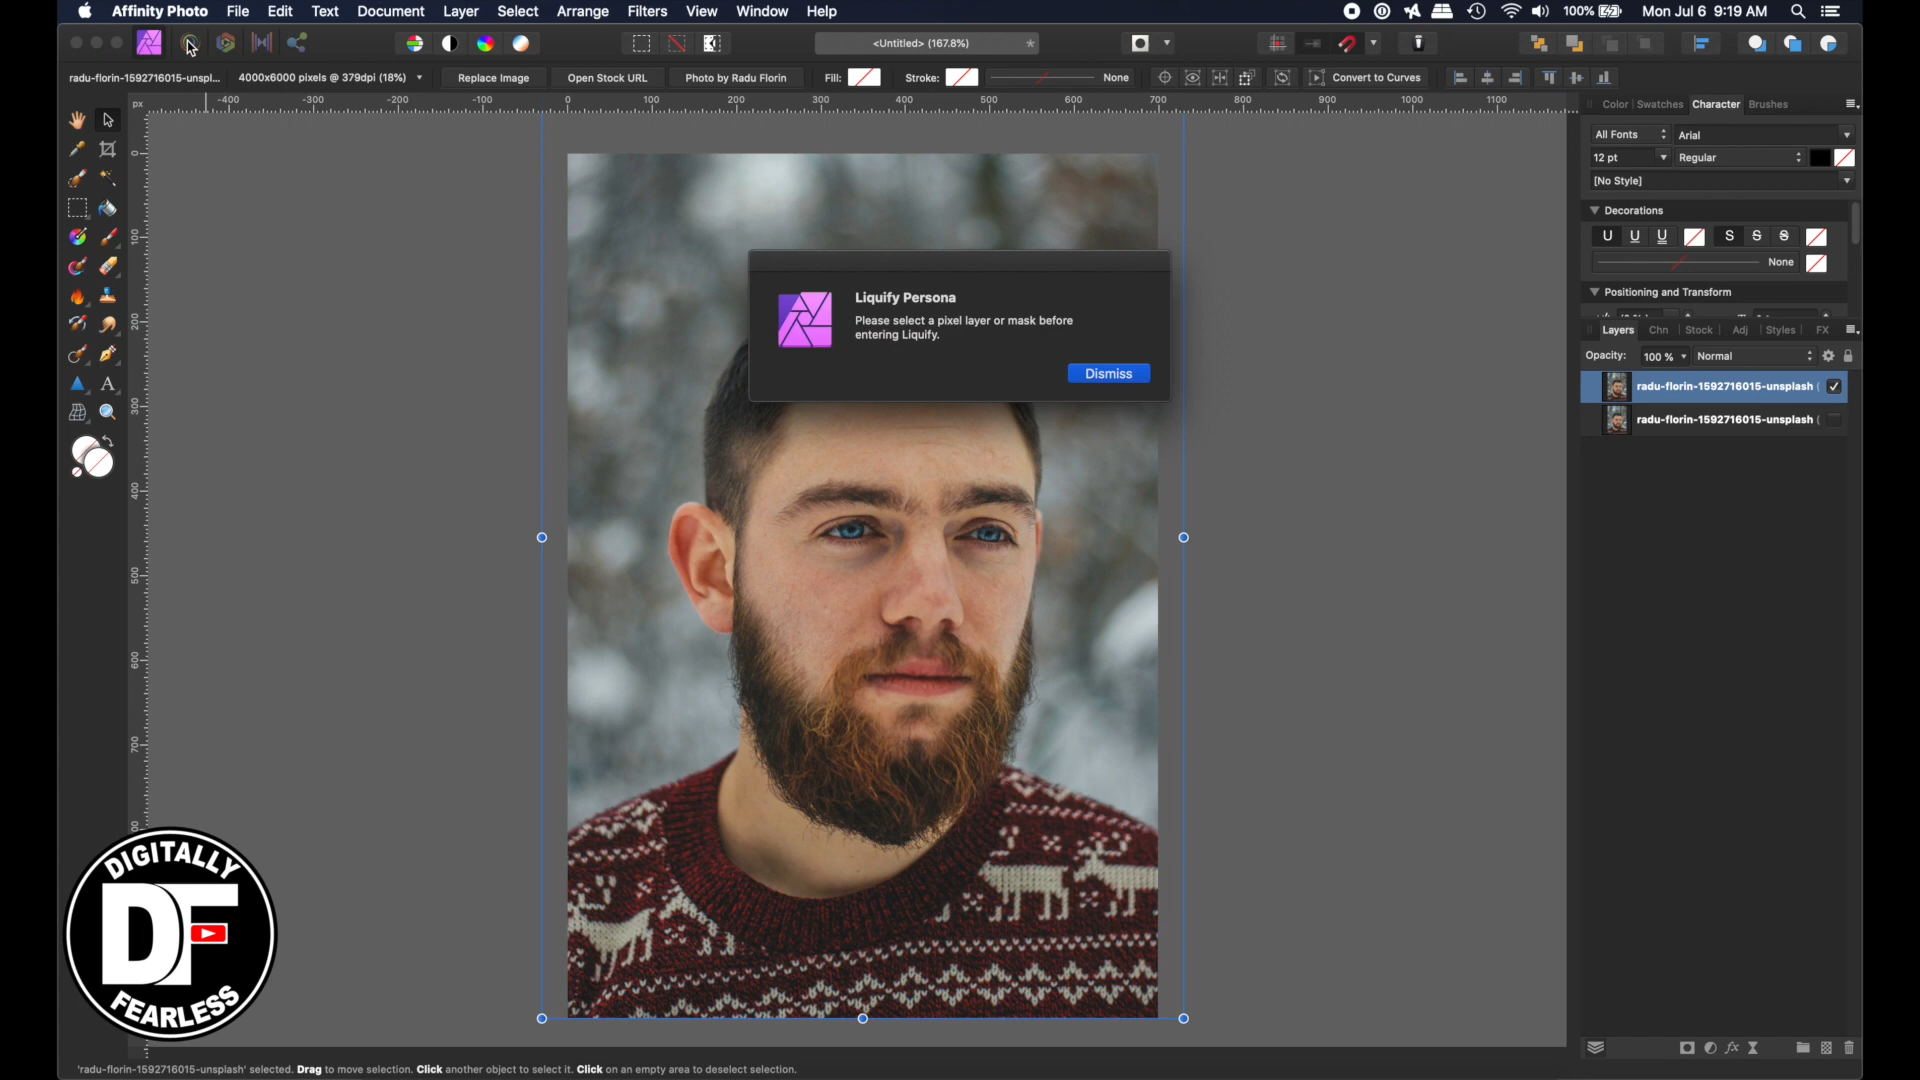 Affinity Photo File Edit Text Document Layer Select Arrange Filters View Window Help
100% Mon Jul 6 9:19 AM
<Untitled> (167.8%)
radu-florin-1592716015-unspl... 4000x6000 pixels @ 379dpi (18%) Replace Image Open Stock URL Photo by Radu Florin Fill: Stroke: None Convert to Curves
px -400 -300 -200 -100 0 100 200 300 400 500 600 700 800 900 1000 1100
0
100
200
300
400
500
600
700
Color Swatches Character Brushes
All Fonts Arial
12 pt Regular
[No Style]
Decorations
U U U S S S
None
Positioning and Transform
Layers Chn Stock Adj Styles FX
Opacity: 100 % Normal
radu-florin-1592716015-unsplash (
radu-florin-1592716015-unsplash (
Liquify Persona
Please select a pixel layer or mask before
entering Liquify.
Dismiss
DIGITALLY
DF
FEARLESS
'radu-florin-1592716015-unsplash' selected. Drag to move selection. Click another object to select it. Click on an empty area to deselect selection.